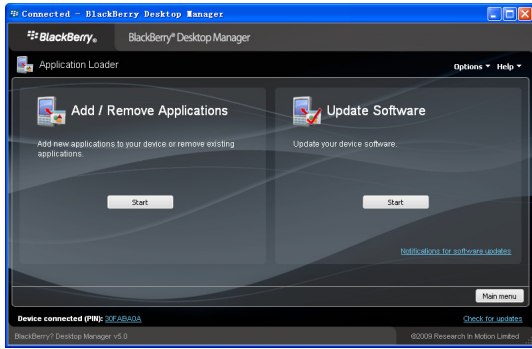 Connected - BlackBerry Desktop Manager
BlackBerry® BlackBerry® Desktop Manager
Application Loader Options Help
Add / Remove Applications
Add new applications to your device or remove existing
applications.
Start
Update Software
Update your device software.
Start
Notifications for software updates
Main menu
Device connected (PIN): 30FABA0A Check for updates
BlackBerry? Desktop Manager v5.0 ©2009 Research In Motion Limited